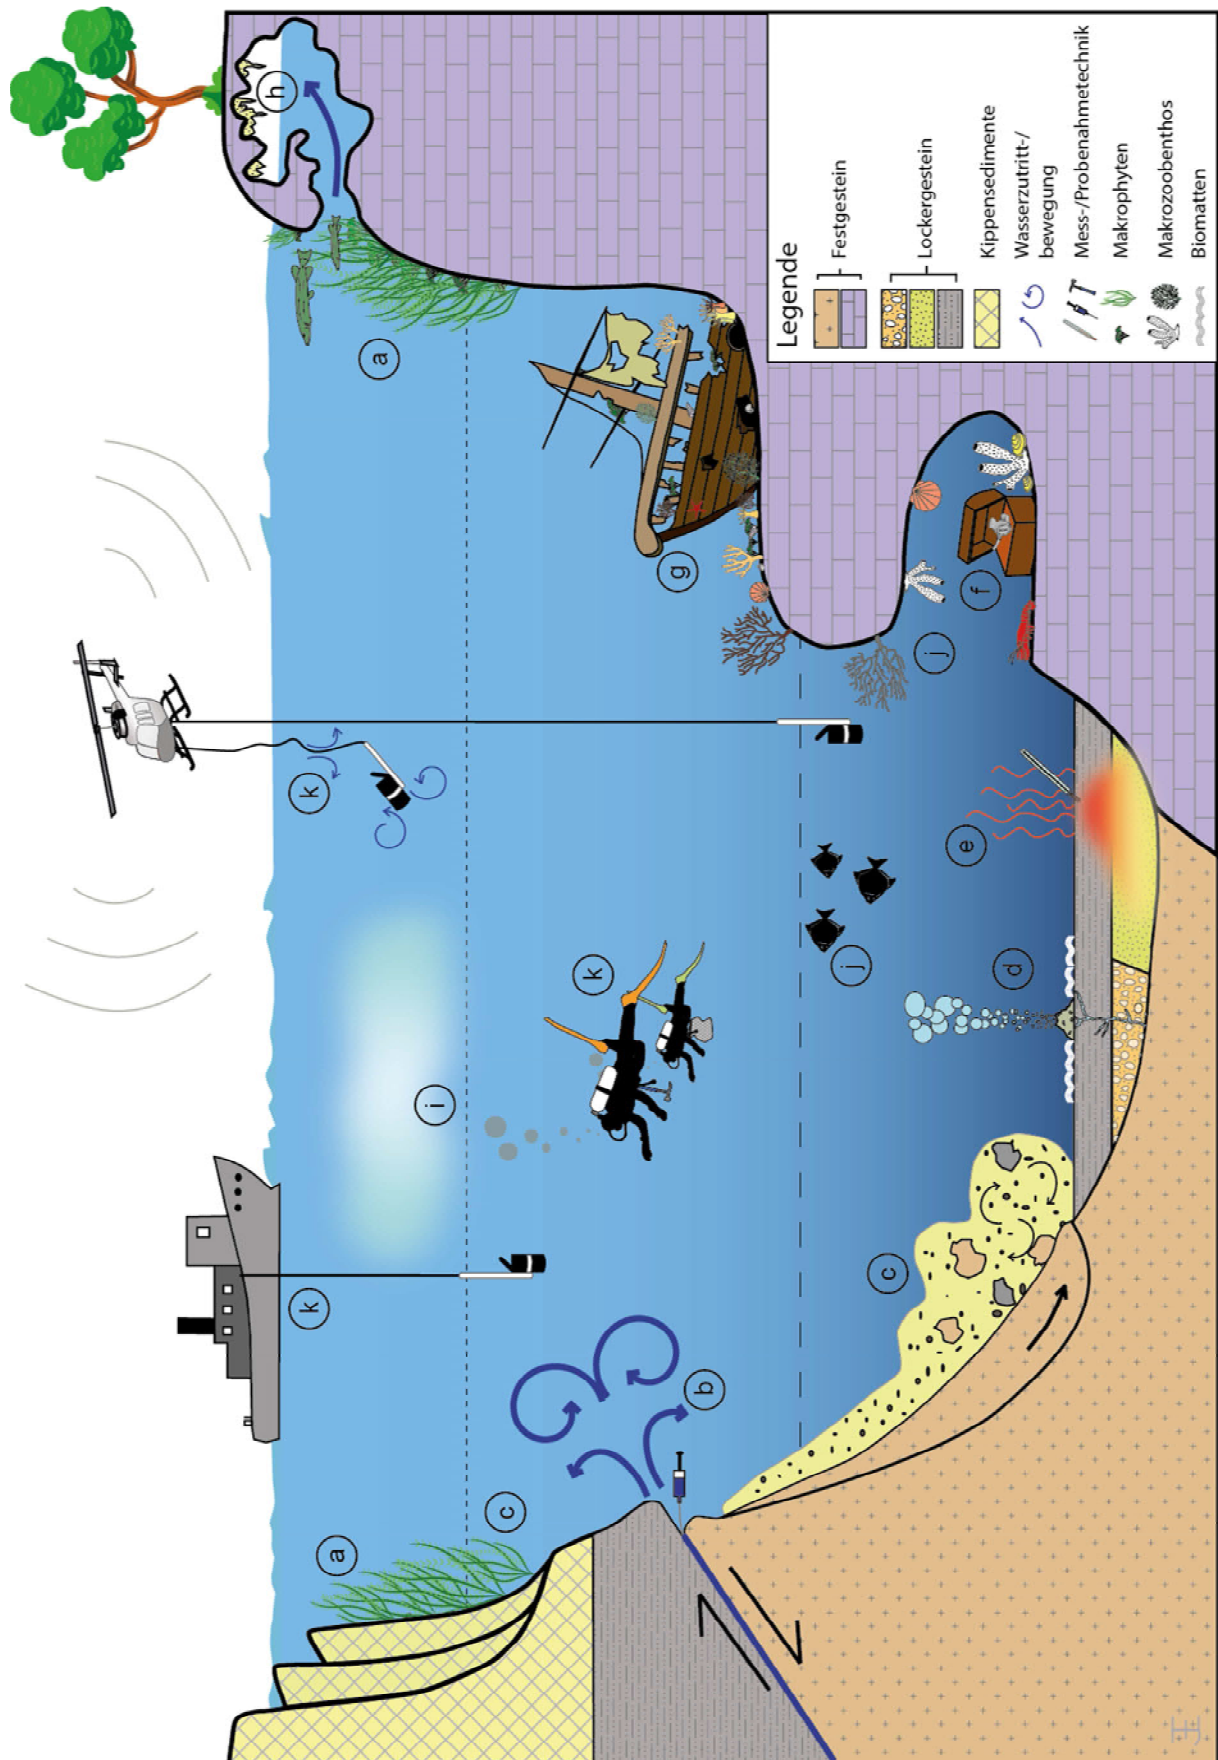 h
k
k
a
a
i
c
k
g
b
j
c
j
e
f
d
Legende
Festgestein
Lockergestein
Kippensedimente
Wasserzutritt-/
bewegung
Mess-/Probenahmetechnik
Makrophyten
Makrozoobenthos
Biomatten